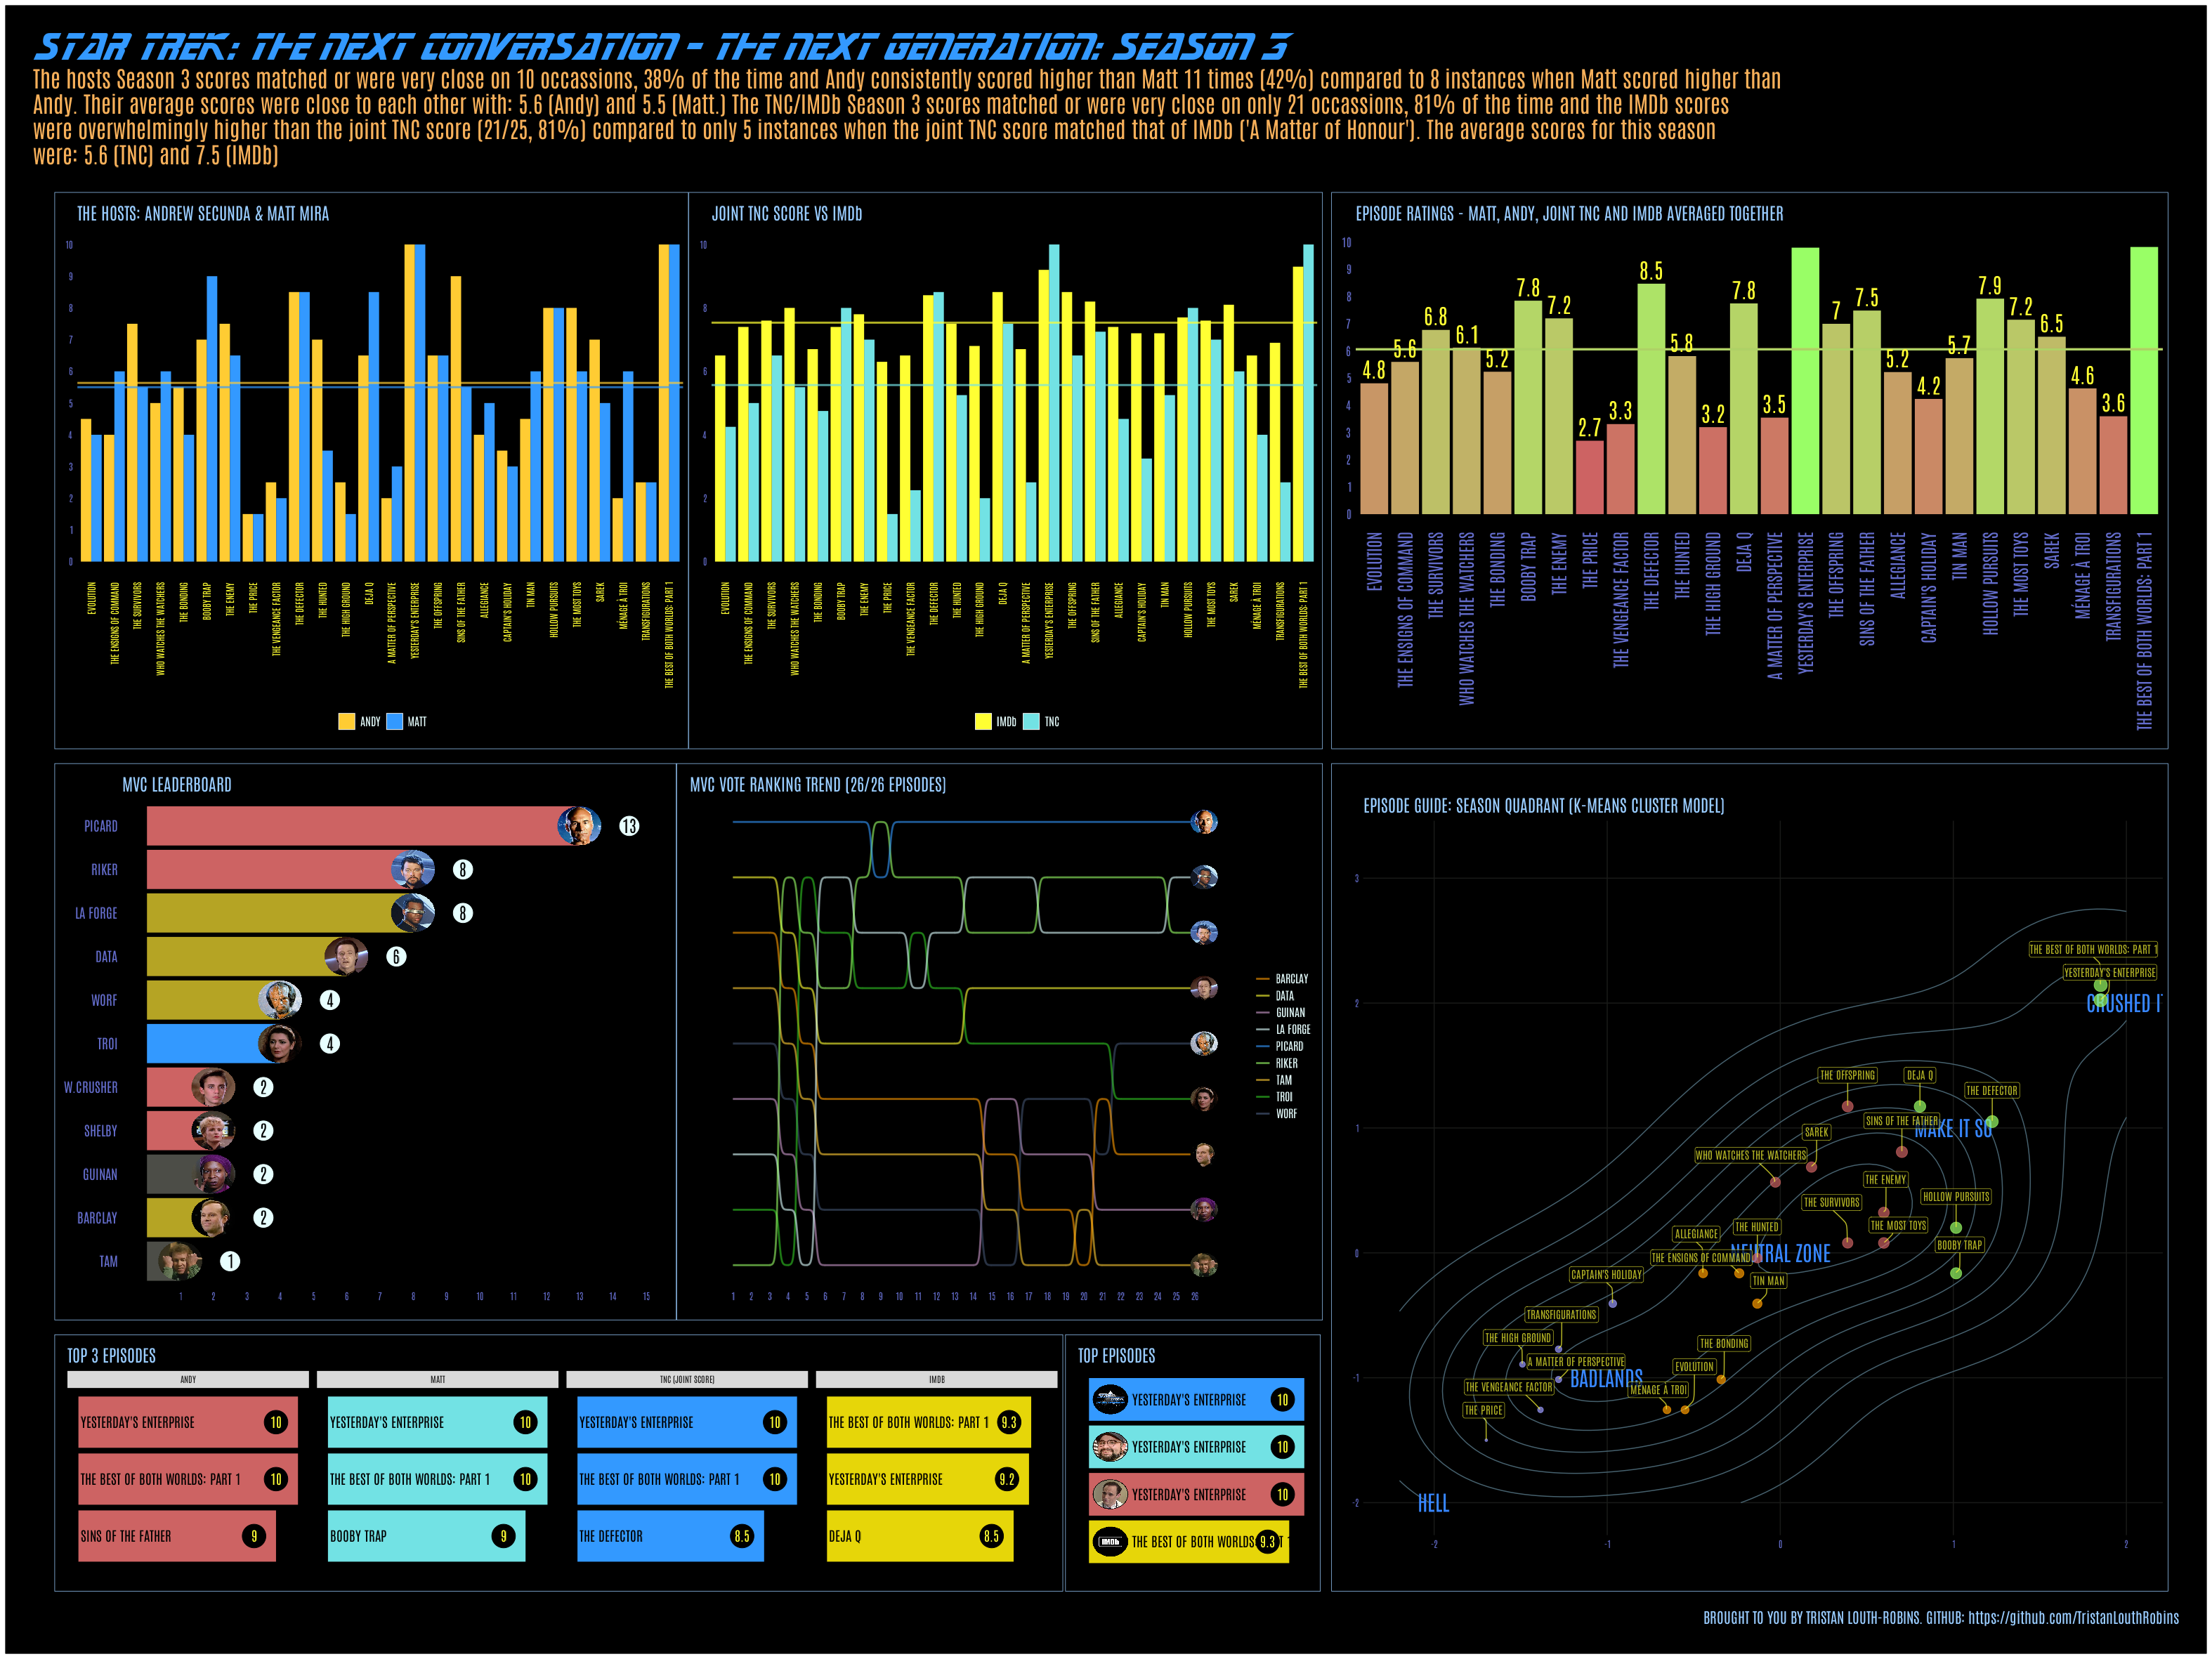 STAR TREK: THE NEXT CONVERSATION - THE NEXT GENERATION: SEASON 3
The hosts Season 3 scores matched or were very close on 10 occassions, 38% of the time and Andy consistently scored higher than Matt 11 times (42%) compared to 8 instances when Matt scored higher than
Andy. Their average scores were close to each other with: 5.6 (Andy) and 5.5 (Matt.) The TNC/IMDb Season 3 scores matched or were very close on only 21 occassions, 81% of the time and the IMDb scores
were overwhelmingly higher than the joint TNC score (21/25, 81%) compared to only 5 instances when the joint TNC score matched that of IMDb ('A Matter of Honour'). The average scores for this season
were: 5.6 (TNC) and 7.5 (IMDb)
THE HOSTS: ANDREW SECUNDA & MATT MIRA
10
9
8
7
6
5
4
3
2
1
0
EVOLUTION
THE ENSIGNS OF COMMAND
THE SURVIVORS
WHO WATCHES THE WATCHERS
THE BONDING
BOOBY TRAP
THE ENEMY
THE PRICE
THE VENGEANCE FACTOR
THE DEFECTOR
THE HUNTED
THE HIGH GROUND
DEJA Q
A MATTER OF PERSPECTIVE
YESTERDAY'S ENTERPRISE
THE OFFSPRING
SINS OF THE FATHER
ALLEGIANCE
CAPTAIN'S HOLIDAY
TIN MAN
HOLLOW PURSUITS
THE MOST TOYS
SAREK
MÉNAGE À TROI
TRANSFIGURATIONS
THE BEST OF BOTH WORLDS: PART 1
ANDY MATT
JOINT TNC SCORE VS IMDb
10
8
6
4
2
0
EVOLUTION
THE ENSIGNS OF COMMAND
THE SURVIVORS
WHO WATCHES THE WATCHERS
THE BONDING
BOOBY TRAP
THE ENEMY
THE PRICE
THE VENGEANCE FACTOR
THE DEFECTOR
THE HUNTED
THE HIGH GROUND
DEJA Q
A MATTER OF PERSPECTIVE
YESTERDAY'S ENTERPRISE
THE OFFSPRING
SINS OF THE FATHER
ALLEGIANCE
CAPTAIN'S HOLIDAY
TIN MAN
HOLLOW PURSUITS
THE MOST TOYS
SAREK
MÉNAGE À TROI
TRANSFIGURATIONS
THE BEST OF BOTH WORLDS: PART 1
IMDb TNC
EPISODE RATINGS - MATT, ANDY, JOINT TNC AND IMDB AVERAGED TOGETHER
10
9
8
7
6
5
4
3
2
1
0
4.8 5.6 6.8 6.1 5.2 7.8 7.2 2.7 3.3 8.5 5.8 3.2 7.8 3.5 7 7.5 5.2 4.2 5.7 7.9 7.2 6.5 4.6 3.6
EVOLUTION
THE ENSIGNS OF COMMAND
THE SURVIVORS
WHO WATCHES THE WATCHERS
THE BONDING
BOOBY TRAP
THE ENEMY
THE PRICE
THE VENGEANCE FACTOR
THE DEFECTOR
THE HUNTED
THE HIGH GROUND
DEJA Q
A MATTER OF PERSPECTIVE
YESTERDAY'S ENTERPRISE
THE OFFSPRING
SINS OF THE FATHER
ALLEGIANCE
CAPTAIN'S HOLIDAY
TIN MAN
HOLLOW PURSUITS
THE MOST TOYS
SAREK
MÉNAGE À TROI
TRANSFIGURATIONS
THE BEST OF BOTH WORLDS: PART 1
MVC LEADERBOARD
PICARD 13
RIKER 8
LA FORGE 8
DATA 6
WORF 4
TROI 4
W.CRUSHER 2
SHELBY 2
GUINAN 2
BARCLAY 2
TAM 1
1 2 3 4 5 6 7 8 9 10 11 12 13 14 15
MVC VOTE RANKING TREND (26/26 EPISODES)
BARCLAY
DATA
GUINAN
LA FORGE
PICARD
RIKER
TAM
TROI
WORF
1 2 3 4 5 6 7 8 9 10 11 12 13 14 15 16 17 18 19 20 21 22 23 24 25 26
EPISODE GUIDE: SEASON QUADRANT (K-MEANS CLUSTER MODEL)
3
2
1
0
-1
-2
THE BEST OF BOTH WORLDS: PART 1
YESTERDAY'S ENTERPRISE
CRUSHED IT
THE OFFSPRING
DEJA Q
THE DEFECTOR
SINS OF THE FATHER
MAKE IT SO
SAREK
WHO WATCHES THE WATCHERS
THE ENEMY
HOLLOW PURSUITS
THE SURVIVORS
THE MOST TOYS
THE HUNTED
ALLEGIANCE
BOOBY TRAP
NEUTRAL ZONE
THE ENSIGNS OF COMMAND
CAPTAIN'S HOLIDAY
TIN MAN
TRANSFIGURATIONS
THE HIGH GROUND
THE BONDING
A MATTER OF PERSPECTIVE
EVOLUTION
BADLANDS
THE VENGEANCE FACTOR
MÉNAGE À TROI
THE PRICE
HELL
-2 -1 0 1 2
TOP 3 EPISODES
ANDY
YESTERDAY'S ENTERPRISE 10
THE BEST OF BOTH WORLDS: PART 1 10
SINS OF THE FATHER 9
MATT
YESTERDAY'S ENTERPRISE 10
THE BEST OF BOTH WORLDS: PART 1 10
BOOBY TRAP 9
TNC (JOINT SCORE)
YESTERDAY'S ENTERPRISE 10
THE BEST OF BOTH WORLDS: PART 1 10
THE DEFECTOR 8.5
IMDB
THE BEST OF BOTH WORLDS: PART 1 9.3
YESTERDAY'S ENTERPRISE 9.2
DEJA Q 8.5
TOP EPISODES
YESTERDAY'S ENTERPRISE 10
YESTERDAY'S ENTERPRISE 10
YESTERDAY'S ENTERPRISE 10
IMDb THE BEST OF BOTH WORLDS: 9.3
BROUGHT TO YOU BY TRISTAN LOUTH-ROBINS. GITHUB: https://github.com/TristanLouthRobins